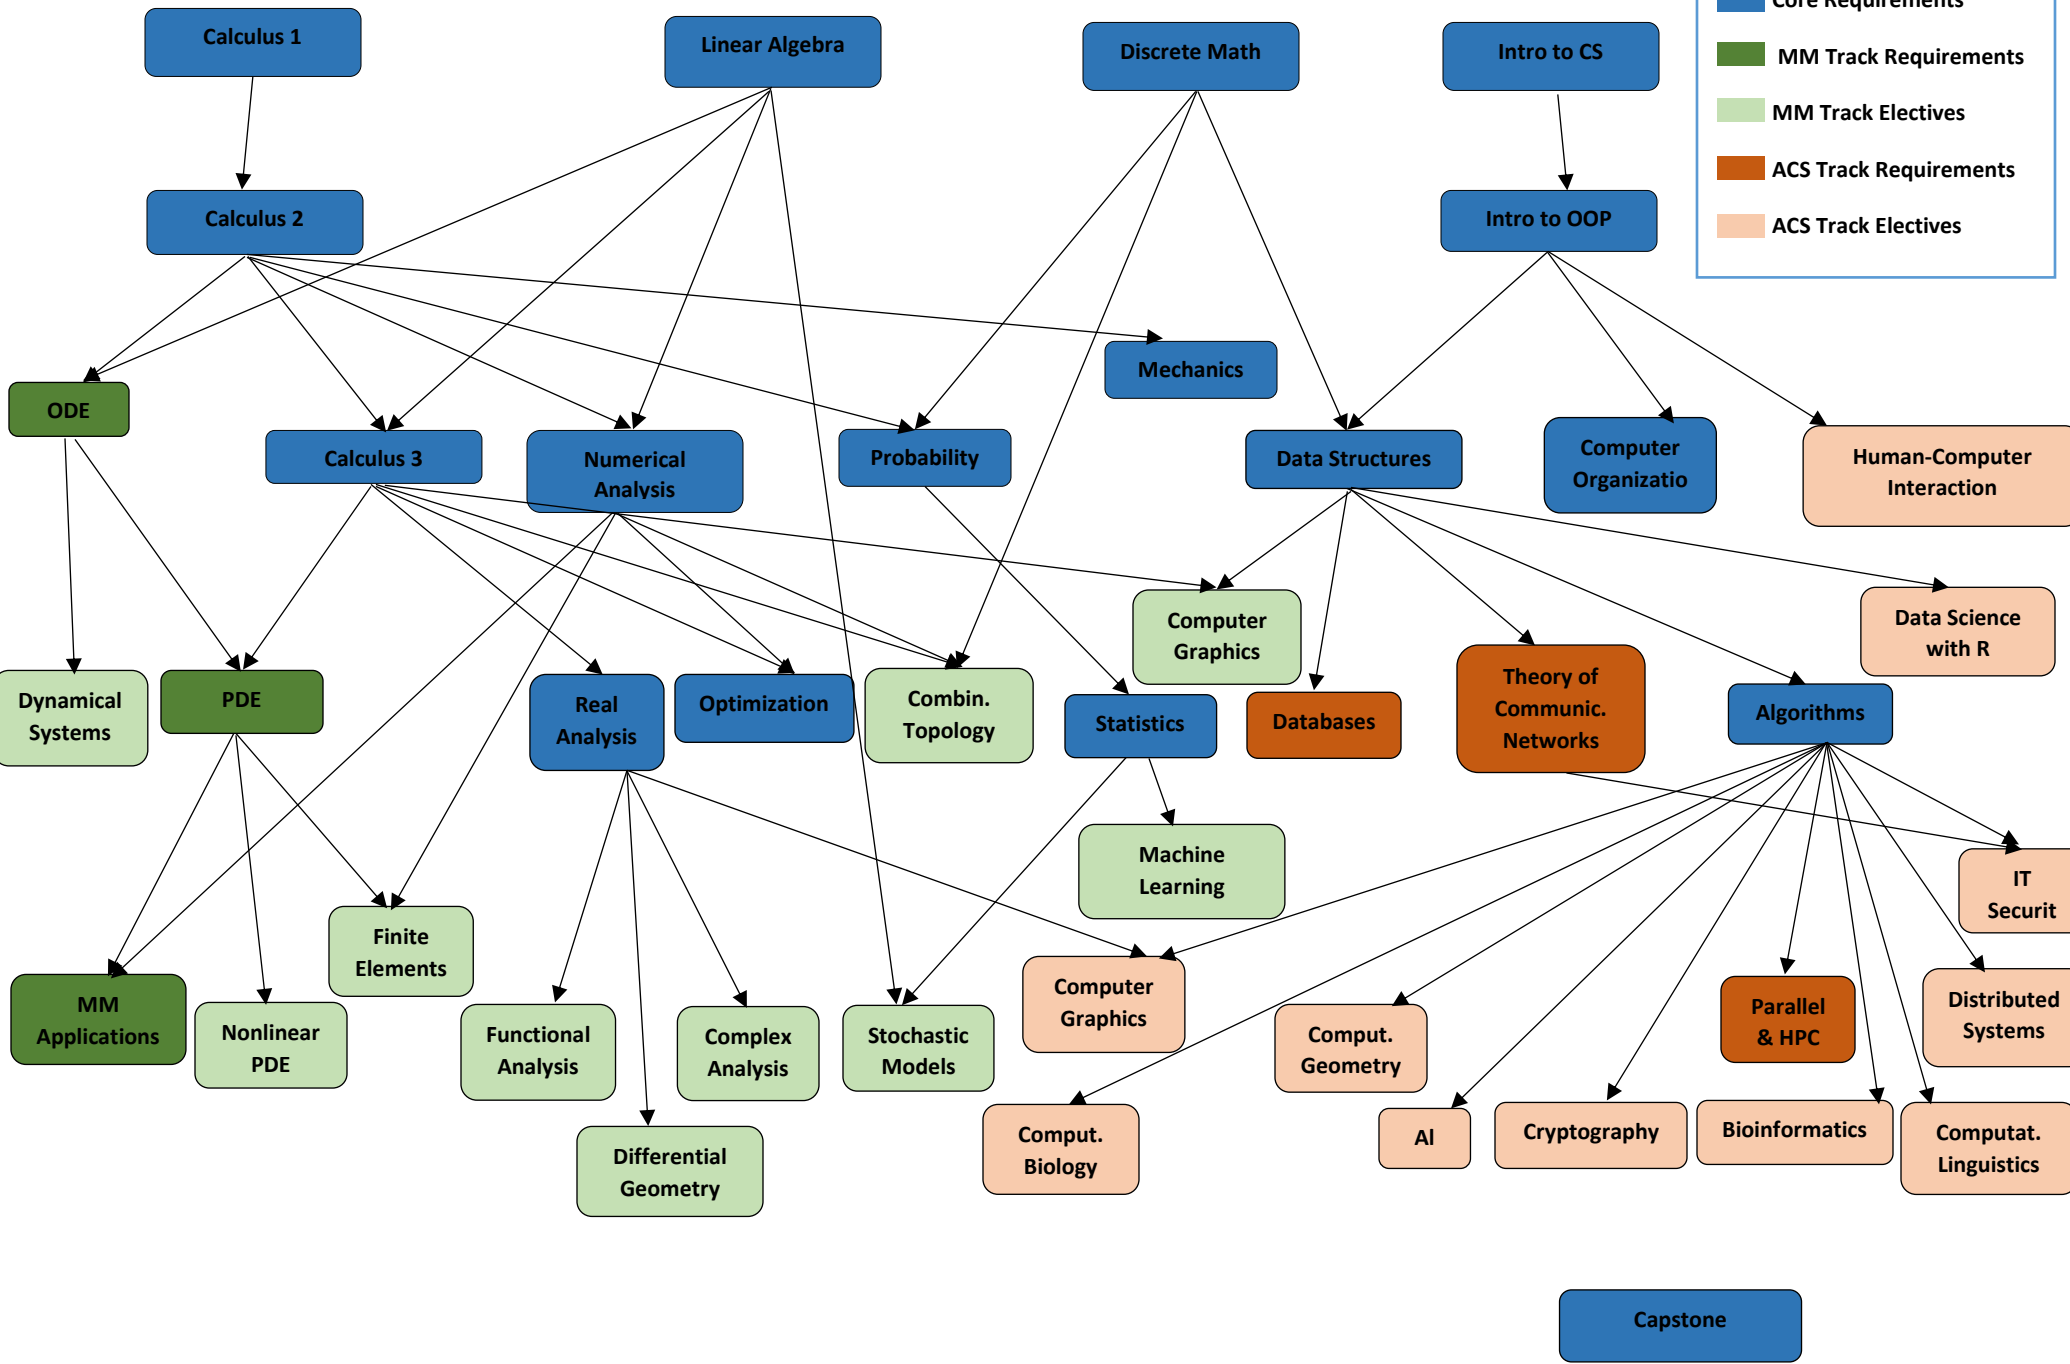 Core Requirements
Calculus 1
Linear Algebra
Discrete Math
Intro to CS
MM Track Requirements
MM Track Electives
ACS Track Requirements
ACS Track Electives
Calculus 2
Intro to OOP
Mechanics
ODE
Calculus 3
Numerical
Analysis
Probability
Data Structures
Computer
Organizatio
Human-Computer
Interaction
Computer
Graphics
Data Science
with R
Dynamical
Systems
PDE
Real
Analysis
Optimization
Combin.
Topology
Statistics
Databases
Theory of
Communic.
Networks
Algorithms
Machine
Learning
IT
Securit
Finite
Elements
MM
Applications
Nonlinear
PDE
Functional
Analysis
Complex
Analysis
Stochastic
Models
Computer
Graphics
Comput.
Geometry
Parallel
& HPC
Distributed
Systems
Differential
Geometry
Comput.
Biology
AI
Cryptography
Bioinformatics
Computat.
Linguistics
Capstone